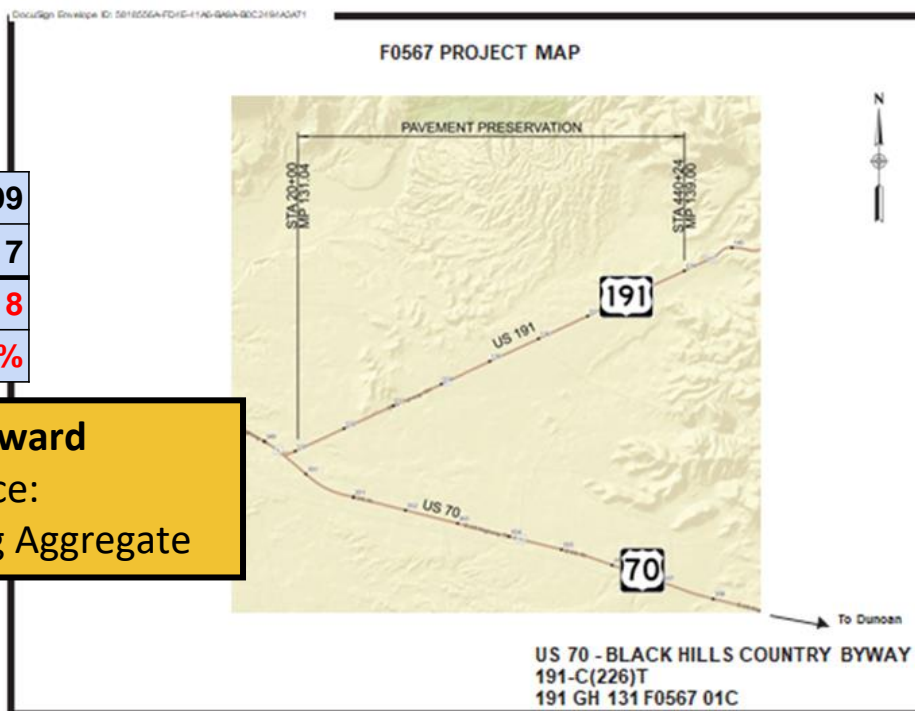 F0567 PROJECT MAP
N
PAVEMENT PRESERVATION
STA 20+00
MP 131.04
STA 440+24
MP 139.00
99
7
8
%
ward
ce:
g Aggregate
191
US 191
US 70
70
To Dunoan
US 70 - BLACK HILLS COUNTRY BYWAY
191-C(226)T
191 GH 131 F0567 01C